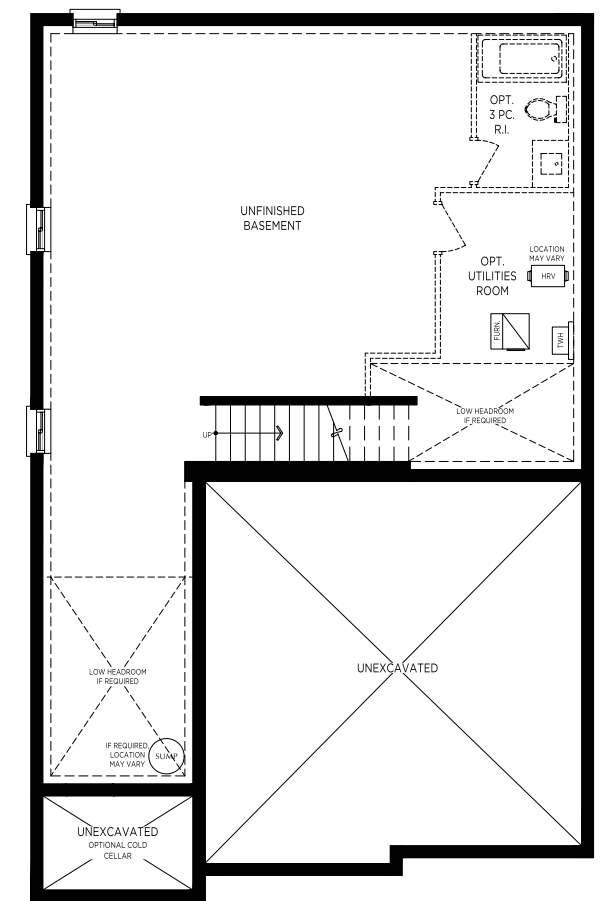 OPT.
3 PC.
R.I.
UNFINISHED
BASEMENT
LOCATION
MAY VARY
HRV
OPT.
UTILITIES
ROOM
FURN.
TWH
LOW HEADROOM
IF REQUIRED
UP
UNEXCAVATED
LOW HEADROOM
IF REQUIRED
IF REQUIRED,
LOCATION
MAY VARY
SUMP
UNEXCAVATED
OPTIONAL COLD
CELLAR